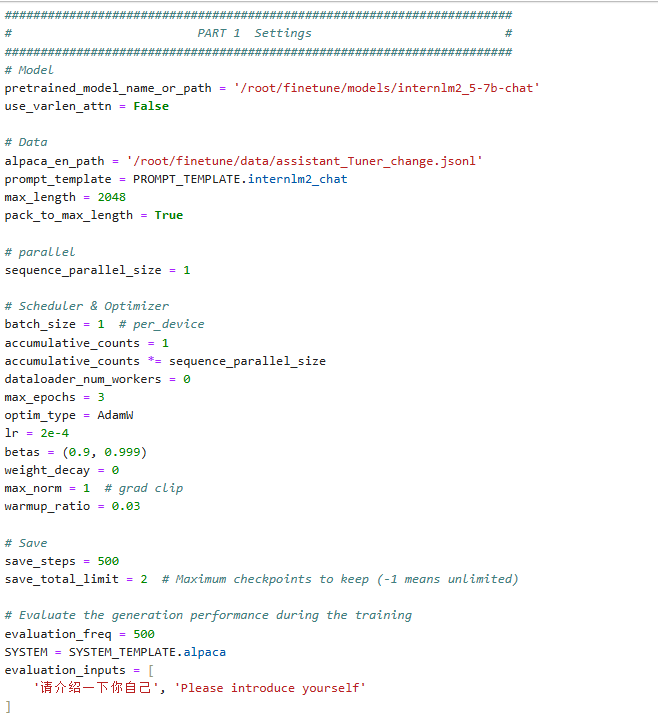 #######################################################################
#                          PART 1  Settings                           #
#######################################################################
# Model
pretrained_model_name_or_path = '/root/finetune/models/internlm2_5-7b-chat'
use_varlen_attn = False

# Data
alpaca_en_path = '/root/finetune/data/assistant_Tuner_change.jsonl'
prompt_template = PROMPT_TEMPLATE.internlm2_chat
max_length = 2048
pack_to_max_length = True

# parallel
sequence_parallel_size = 1

# Scheduler & Optimizer
batch_size = 1  # per_device
accumulative_counts = 1
accumulative_counts *= sequence_parallel_size
dataloader_num_workers = 0
max_epochs = 3
optim_type = AdamW
lr = 2e-4
betas = (0.9, 0.999)
weight_decay = 0
max_norm = 1  # grad clip
warmup_ratio = 0.03

# Save
save_steps = 500
save_total_limit = 2  # Maximum checkpoints to keep (-1 means unlimited)

# Evaluate the generation performance during the training
evaluation_freq = 500
SYSTEM = SYSTEM_TEMPLATE.alpaca
evaluation_inputs = [
    '请介绍一下你自己', 'Please introduce yourself'
]